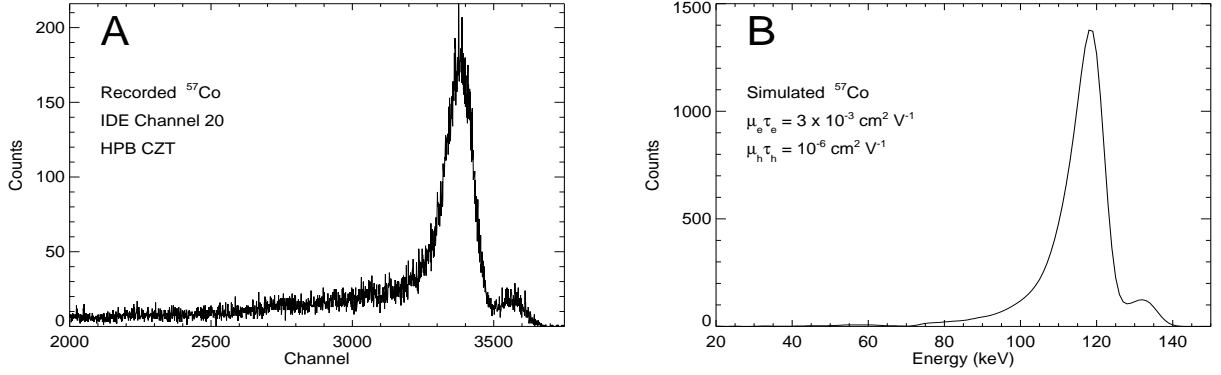 A
Recorded ⁵⁷Co
IDE Channel 20
HPB CZT
Counts
200
150
100
50
0
2000
2500
3000
3500
Channel
B
Simulated ⁵⁷Co
μₑτₑ = 3 x 10⁻³ cm² V⁻¹
μₕτₕ = 10⁻⁶ cm² V⁻¹
Counts
1500
1000
500
0
20
40
60
80
100
120
140
Energy (keV)